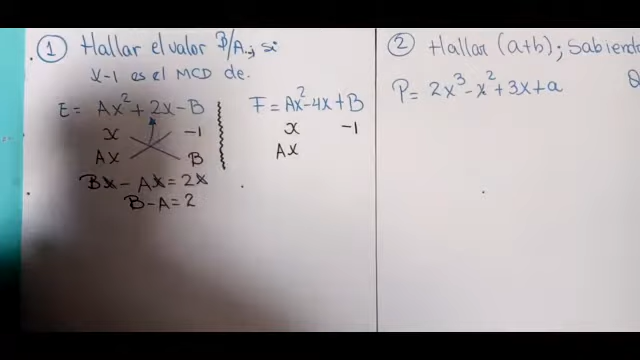 1 Hallar el valor B/A; si
x-1 es el MCD de.
E = Ax² + 2x - B
x -1
Ax B
Bx - Ax = 2x
B - A = 2
F = Ax² - 4x + B
x -1
Ax
2 Hallar (a+b); Sabiendo
P = 2x³ - x² + 3x + a
Q